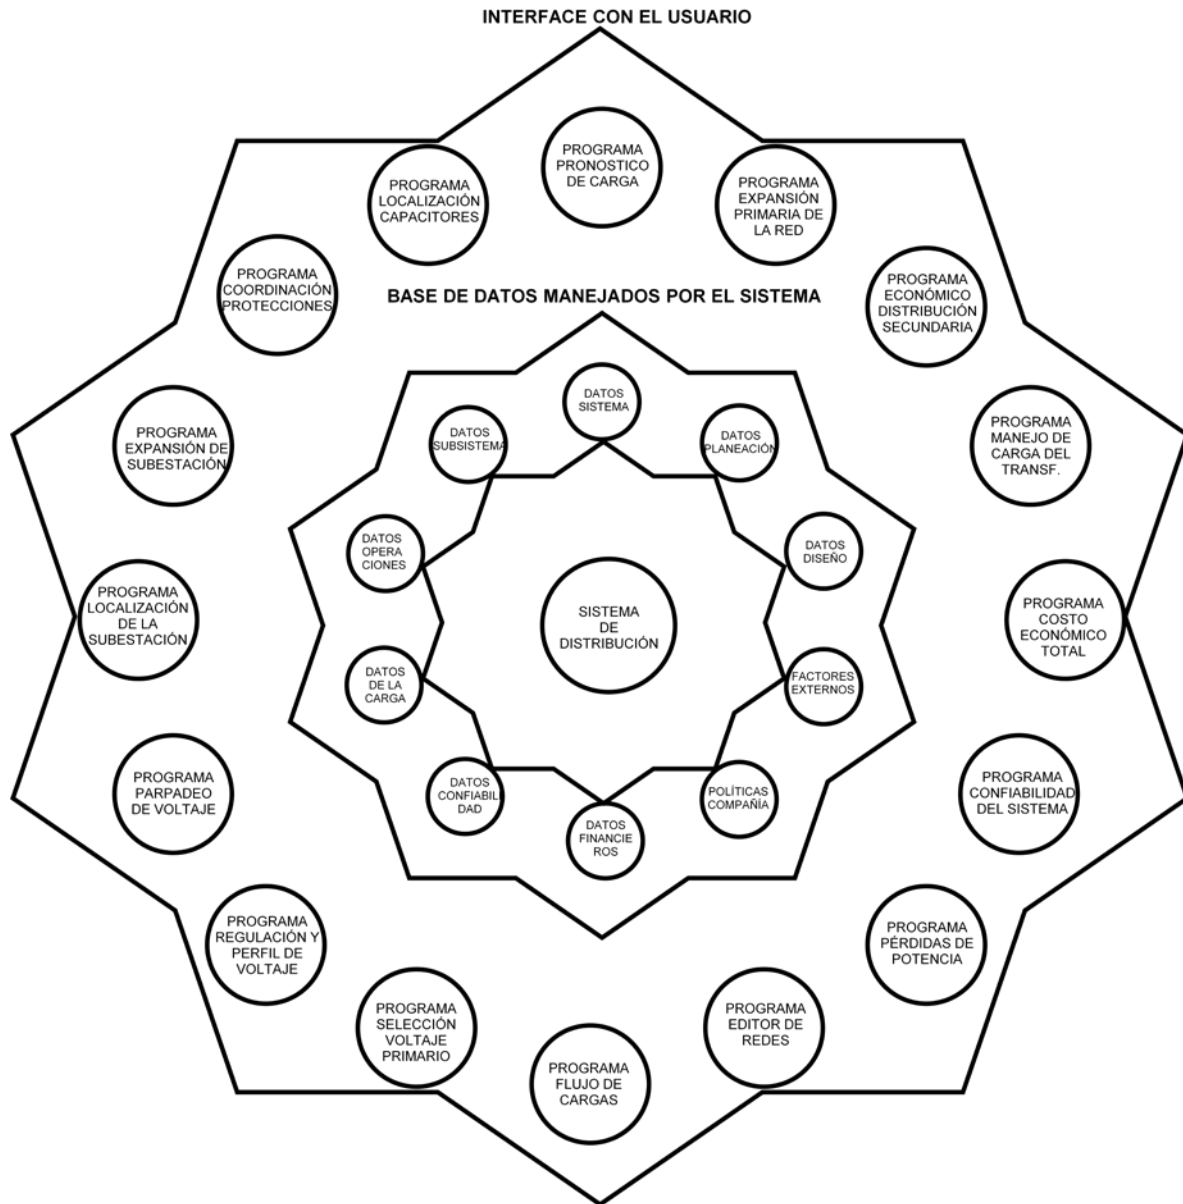 INTERFACE CON EL USUARIO
PROGRAMA
PRONOSTICO
DE CARGA
PROGRAMA
LOCALIZACIÓN
CAPACITORES
PROGRAMA
EXPANSIÓN
PRIMARIA DE
LA RED
PROGRAMA
COORDINACIÓN
PROTECCIONES
PROGRAMA
ECONÓMICO
DISTRIBUCIÓN
SECUNDARIA
BASE DE DATOS MANEJADOS POR EL SISTEMA
DATOS
SISTEMA
DATOS
SUBSISTEMA
DATOS
PLANEACIÓN
PROGRAMA
EXPANSIÓN DE
SUBESTACIÓN
PROGRAMA
MANEJO DE
CARGA DEL
TRANSF.
DATOS
OPERA
CIONES
DATOS
DISEÑO
PROGRAMA
LOCALIZACIÓN
DE LA
SUBESTACIÓN
SISTEMA
DE
DISTRIBUCIÓN
PROGRAMA
COSTO
ECONÓMICO
TOTAL
DATOS
DE LA
CARGA
FACTORES
EXTERNOS
PROGRAMA
PARPADEO
DE VOLTAJE
DATOS
CONFIABILI
DAD
DATOS
FINANCIE
ROS
POLÍTICAS
COMPAÑÍA
PROGRAMA
CONFIABILIDAD
DEL SISTEMA
PROGRAMA
REGULACIÓN Y
PERFIL DE
VOLTAJE
PROGRAMA
PÉRDIDAS DE
POTENCIA
PROGRAMA
SELECCIÓN
VOLTAJE
PRIMARIO
PROGRAMA
EDITOR DE
REDES
PROGRAMA
FLUJO DE
CARGAS